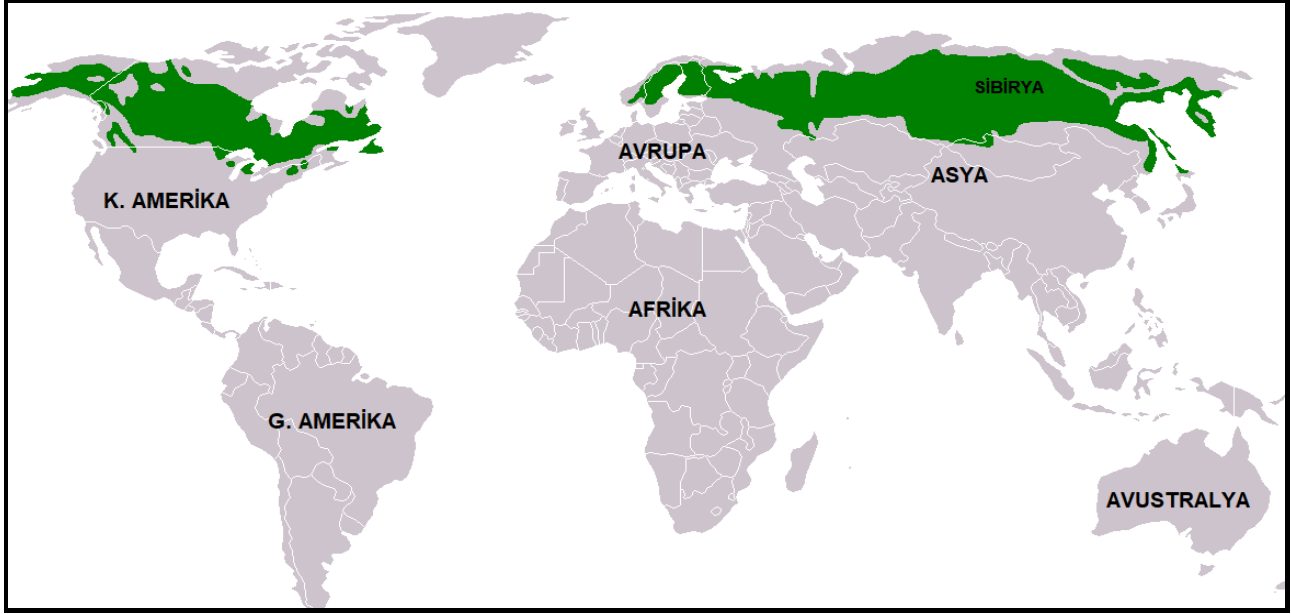 SİBİRYA
AVRUPA
ASYA
K. AMERİKA
AFRİKA
G. AMERİKA
AVUSTRALYA